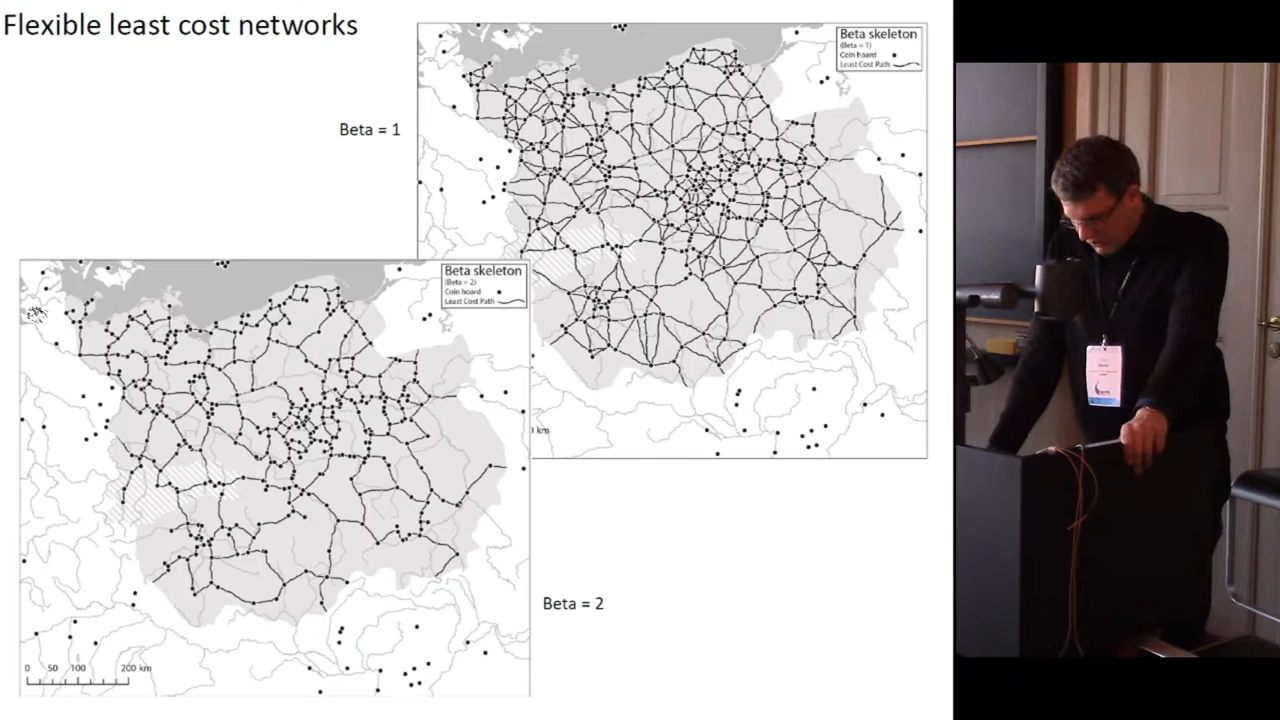 Flexible least cost networks
Beta = 1
Beta skeleton
(Beta = 1)
Coin hoard
Least Cost Path
km
Beta skeleton
(Beta = 2)
Coin hoard
Least Cost Path
0 50 100 200 km
Beta = 2